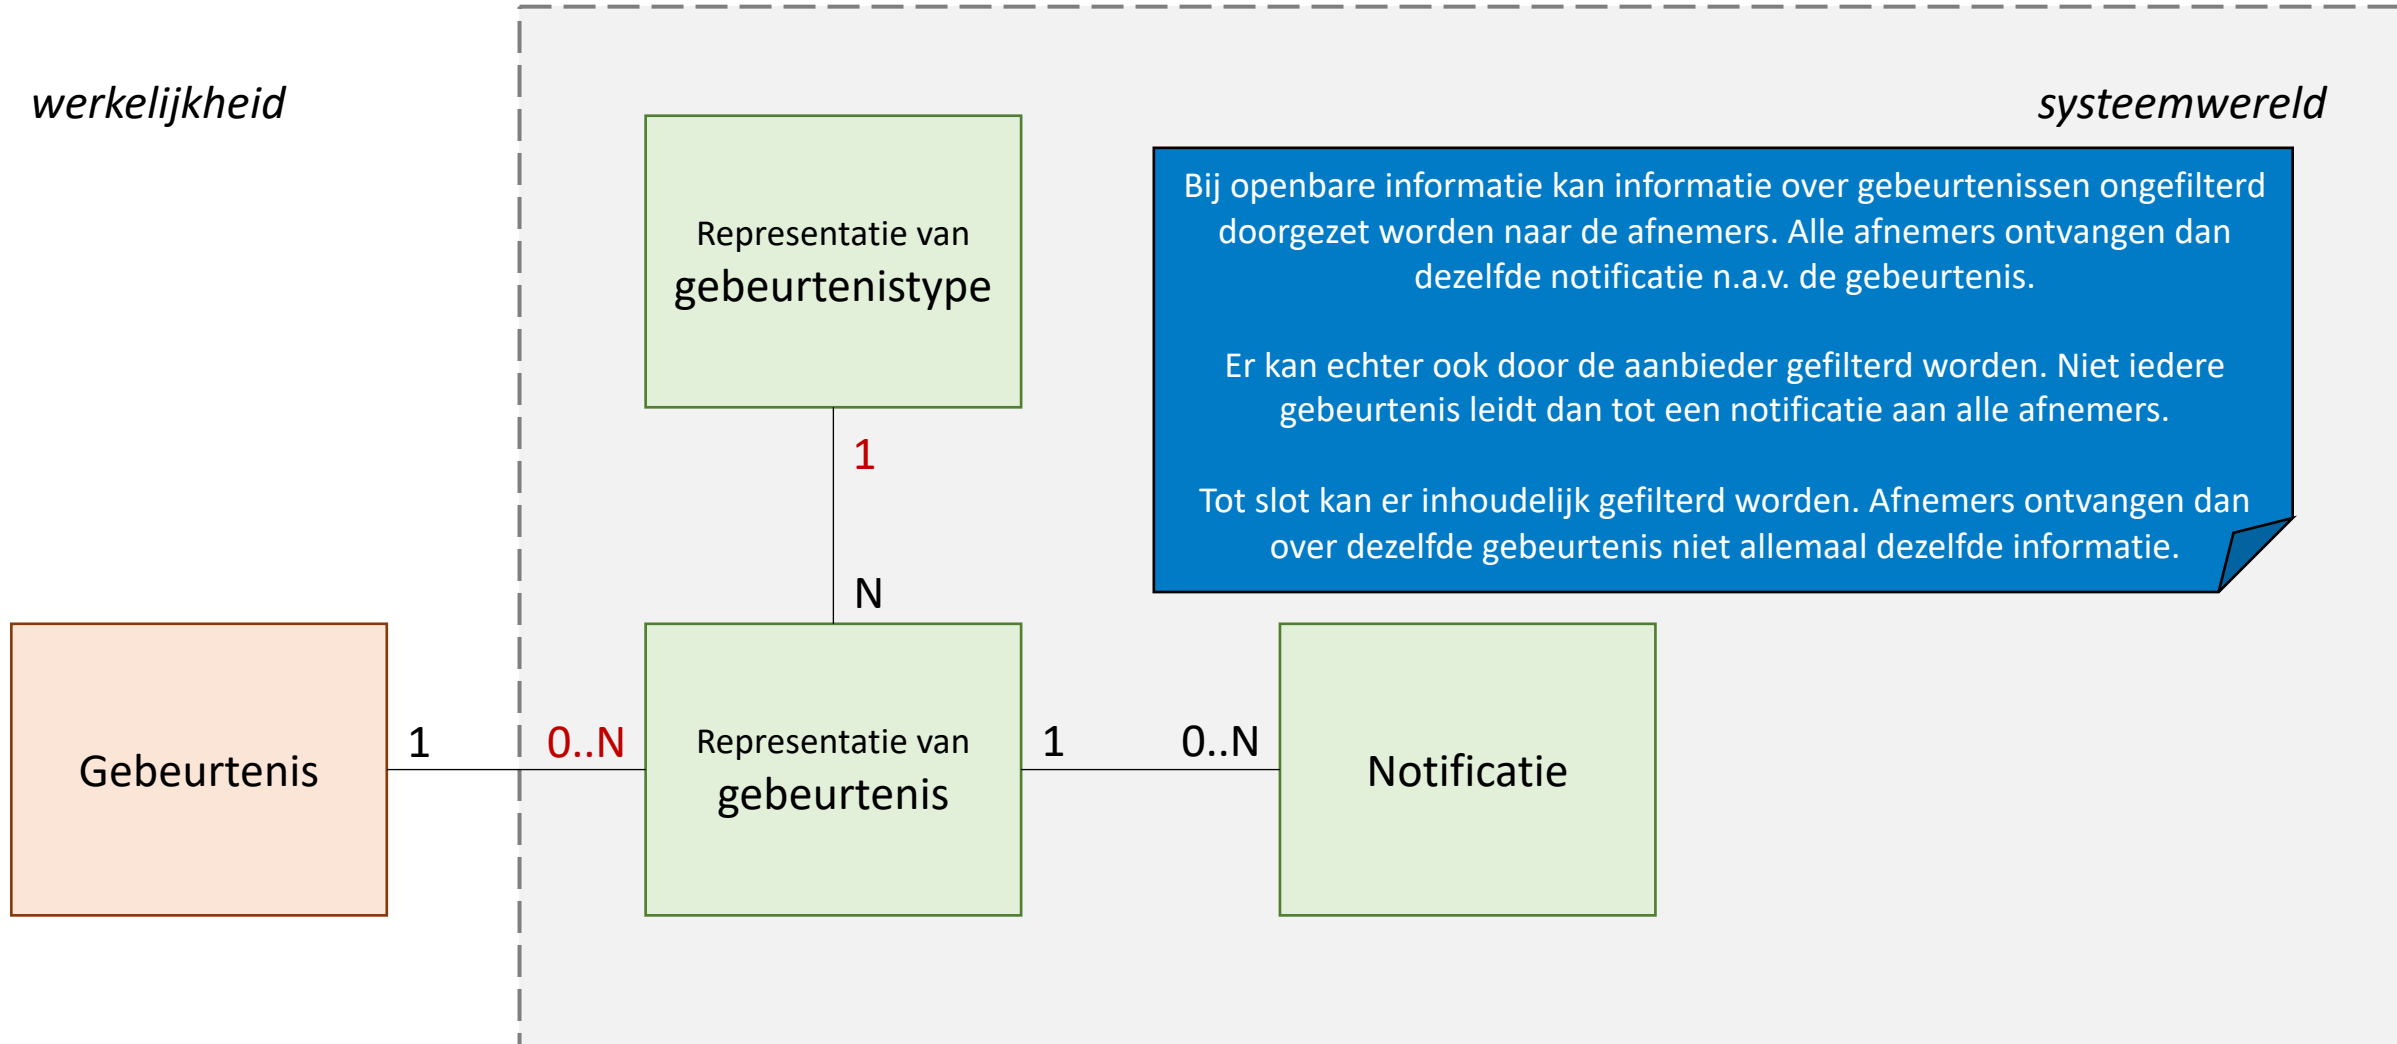 werkelijkheid
systeemwereld
Representatie van
gebeurtenistype
Bij openbare informatie kan informatie over gebeurtenissen ongefilterd
doorgezet worden naar de afnemers. Alle afnemers ontvangen dan
dezelfde notificatie n.a.v. de gebeurtenis.
Er kan echter ook door de aanbieder gefilterd worden. Niet iedere
gebeurtenis leidt dan tot een notificatie aan alle afnemers.
Tot slot kan er inhoudelijk gefilterd worden. Afnemers ontvangen dan
over dezelfde gebeurtenis niet allemaal dezelfde informatie.
1
N
Gebeurtenis
1
0..N
Representatie van
gebeurtenis
1
0..N
Notificatie